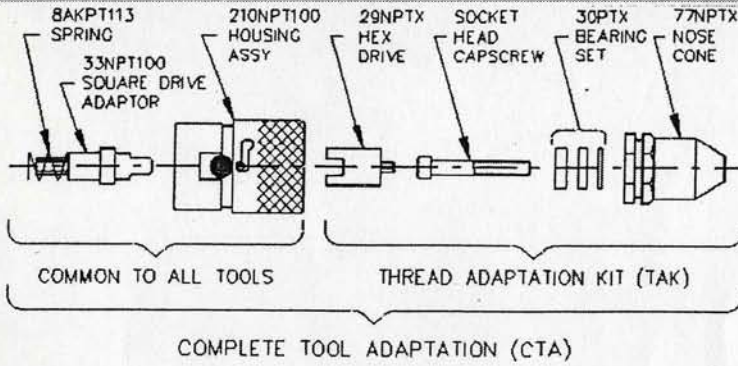 8AKPT113
SPRING
33NPT100
SQUARE DRIVE
ADAPTOR
210NPT100
HOUSING
ASSY
29NPTX
HEX
DRIVE
SOCKET
HEAD
CAPSCREW
30PTX
BEARING
SET
77NPTX
NOSE
CONE
COMMON TO ALL TOOLS
THREAD ADAPTATION KIT (TAK)
COMPLETE TOOL ADAPTATION (CTA)